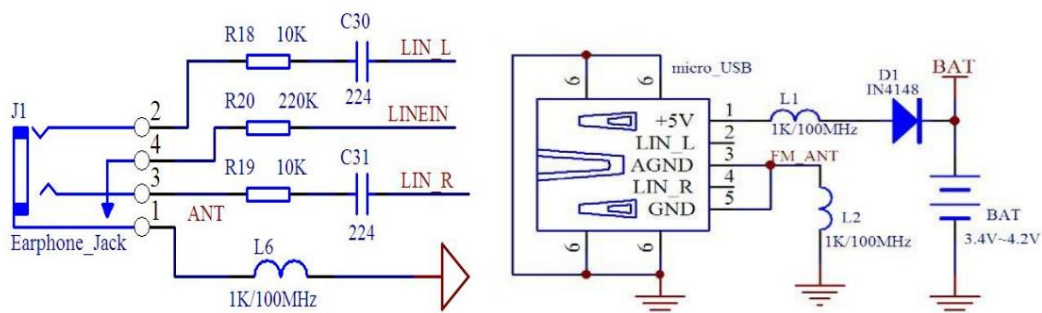 R18 10K C30 LIN_L
224
J1
2
R20 220K LINEIN
4
R19 10K C31 LIN_R
3
224
1 ANT
Earphone_Jack
L6
1K/100MHz
6 6 micro_USB
D1 BAT
IN4148
+5V 1 L1
1K/100MHz
LIN_L 2
AGND 3 FM_ANT
LIN_R 4
GND 5
L2
1K/100MHz
BAT
3.4V~4.2V
6 6